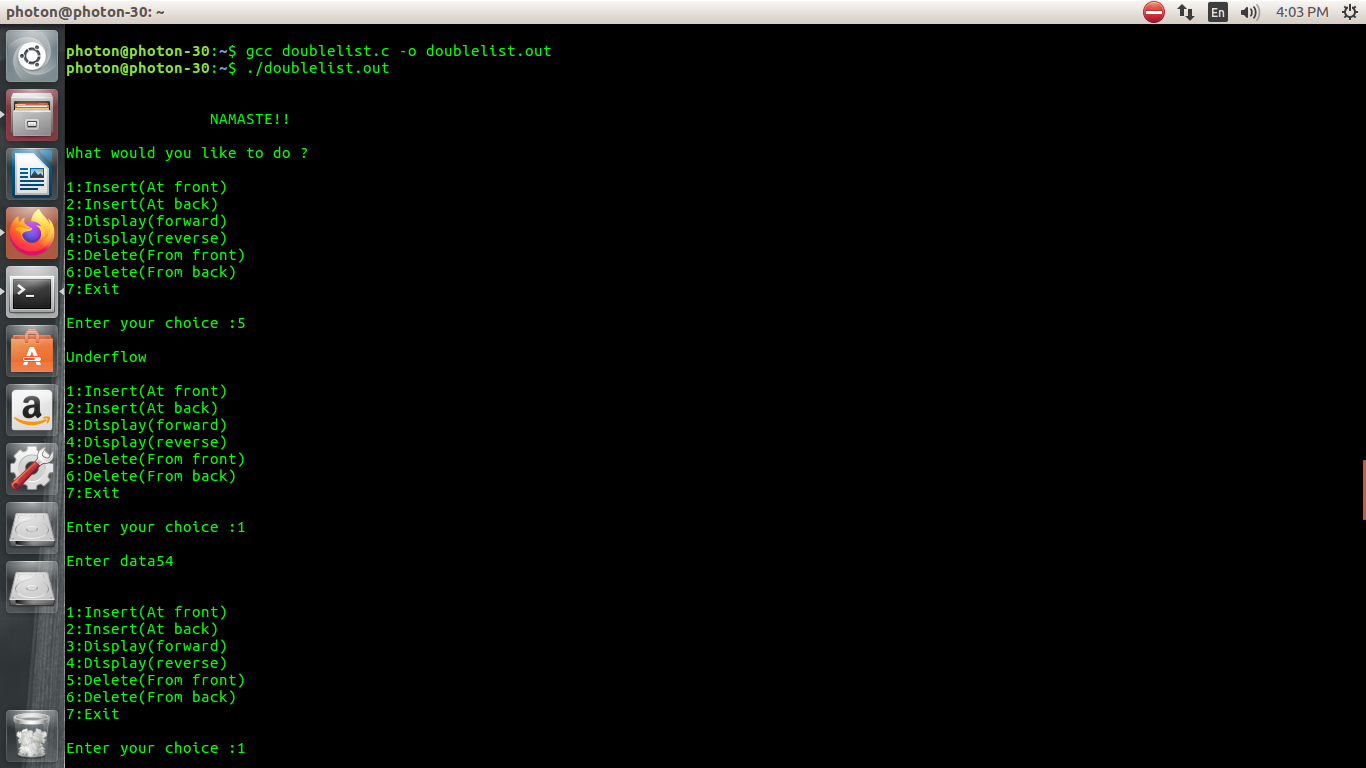 photon@photon-30: ~
En
4:03 PM
photon@photon-30:~$ gcc doublelist.c -o doublelist.out
photon@photon-30:~$ ./doublelist.out
NAMASTE!!
What would you like to do ?
1:Insert(At front)
2:Insert(At back)
3:Display(forward)
4:Display(reverse)
5:Delete(From front)
6:Delete(From back)
7:Exit
Enter your choice :5
Underflow
1:Insert(At front)
2:Insert(At back)
3:Display(forward)
4:Display(reverse)
5:Delete(From front)
6:Delete(From back)
7:Exit
Enter your choice :1
Enter data54
1:Insert(At front)
2:Insert(At back)
3:Display(forward)
4:Display(reverse)
5:Delete(From front)
6:Delete(From back)
7:Exit
Enter your choice :1